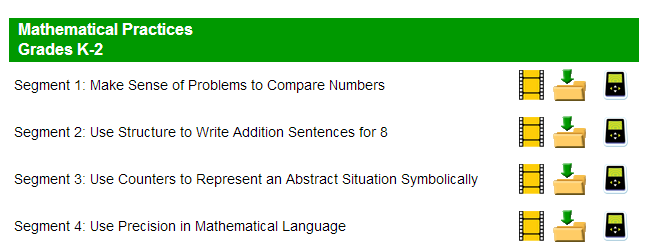 Mathematical Practices
Grades K-2
Segment 1: Make Sense of Problems to Compare Numbers
Segment 2: Use Structure to Write Addition Sentences for 8
Segment 3: Use Counters to Represent an Abstract Situation Symbolically
Segment 4: Use Precision in Mathematical Language